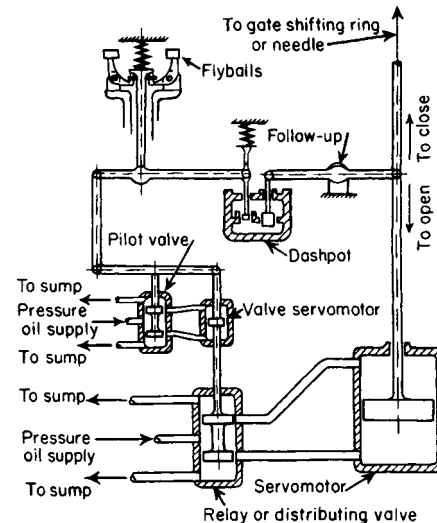 To gate shifting ring
or needle
Flyballs
Follow-up
To close
To open
Dashpot
Pilot valve
To sump
Pressure
oil supply
To sump
Valve servomotor
To sump
Pressure
oil supply
To sump
Servomotor
Relay or distributing valve